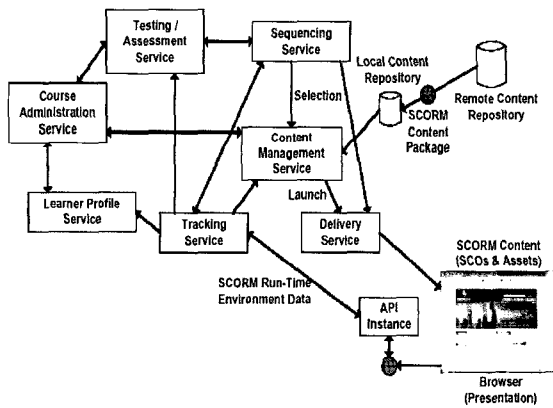 Testing /
Assessment
Service
Sequencing
Service
Local Content
Repository
Remote Content
Repository
SCORM
Content
Package
Selection
Course
Administration
Service
Content
Management
Service
Launch
Learner Profile
Service
Tracking
Service
Delivery
Service
SCORM Content
(SCOs & Assets)
SCORM Run-Time
Environment Data
API
Instance
Browser
(Presentation)